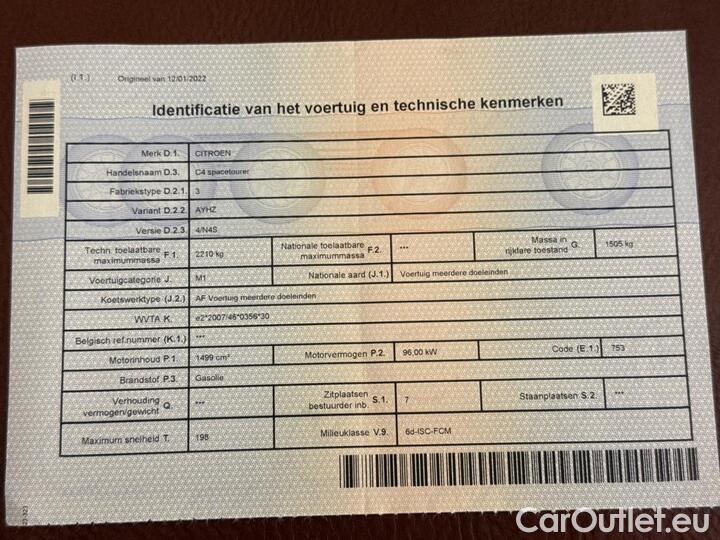 (I.1.) Origineel van 12/01/2022
Identificatie van het voertuig en technische kenmerken
Merk D.1. CITROEN
Handelsnaam D.3. C4 spacetourer
Fabriekstype D.2.1. 3
Variant D.2.2 AYHZ
Versie D.2.3. 4/N4S
Techn. toelaatbare maximummassa F.1. 2210 kg Nationale toelaatbare maximummassa F.2. *** Massa in rijklare toestand G. 1505 kg
Voertuigcategorie J. M1 Nationale aard (J.1.) Voertuig meerdere doeleinden
Koetswerktype (J.2.) AF Voertuig meerdere doeleinden
WVTA K. e2*2007/46*0356*30
Belgisch ref.nummer (K.1.) ***
Motorinhoud P.1. 1499 cm³ Motorvermogen P.2. 96,00 kW Code (E.1.) 753
Brandstof P.3. Gasolie
Verhouding vermogen/gewicht Q. *** Zitplaatsen bestuurder inb. S.1. 7 Staanplaatsen S.2. ***
Maximum snelheid T. 198 Milieuklasse V.9. 6d-ISC-FCM
CarOutlet.eu